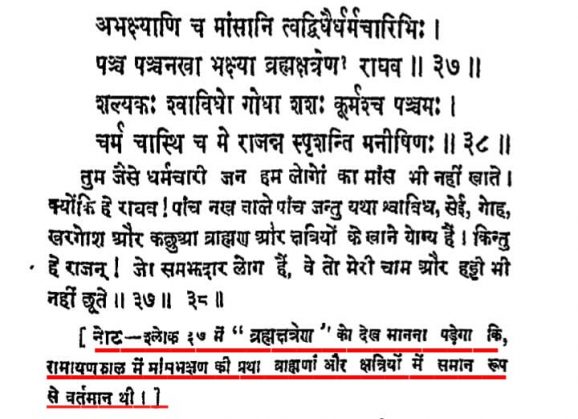 अभक्ष्याणि च मांसानि त्वद्विधैर्धर्मचारिभिः ।
पञ्च पञ्चनखा भक्ष्या ब्रह्मक्षत्रेण¹ राघव ॥ ३७ ॥
शल्यकः श्वाविधो गोधा शशः कूर्मश्च पञ्चमः ।
चर्म चास्थि च मे राजन्न स्पृशन्ति मनीषिणः ॥ ३८ ॥
तुम जैसे धर्मचारी जन हम लोगों का मांस भी नहीं खाते ।
क्योंकि हे राघव ! पांच नख वाले पांच जन्तु यथा श्वाविध, सेई, गोह,
खरगोश और कछुआ ब्राह्मण और क्षत्रियों के खाने योग्य हैं । किन्तु
हे राजन् ! जो समझदार लोग हैं, वे तो मेरी चाम और हड्डी भी
नहीं छूते ॥ ३७ ॥ ३८ ॥
[ नोट—श्लोक ३७ में “ ब्रह्मक्षत्रेण ” को देख मानना पड़ेगा कि,
रामायणकाल में मांसभक्षण की प्रथा ब्राह्मणों और क्षत्रियों में समान रूप
से वर्तमान थी । ]